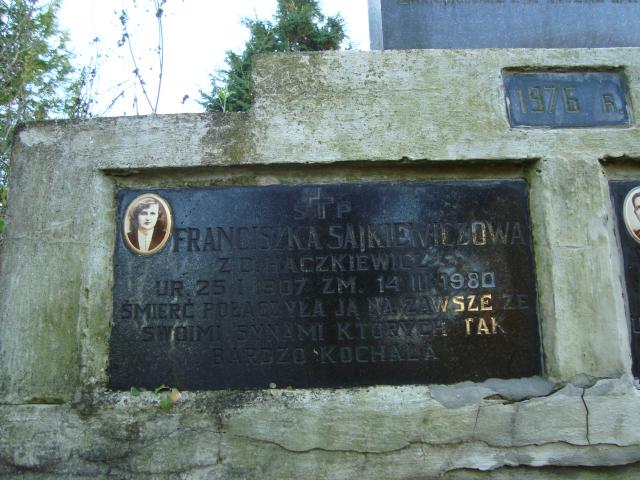 1976 R.
S P
FRANCISZKA SAJKIEWICZOWA
Z D. HACZKIEWICZ
UR. 25 I 1907 ZM. 14 III 1980
ŚMIERĆ POŁĄCZYŁA JĄ NA ZAWSZE ZE
SWOIMI SYNAMI KTÓRYCH TAK
BARDZO KOCHAŁA